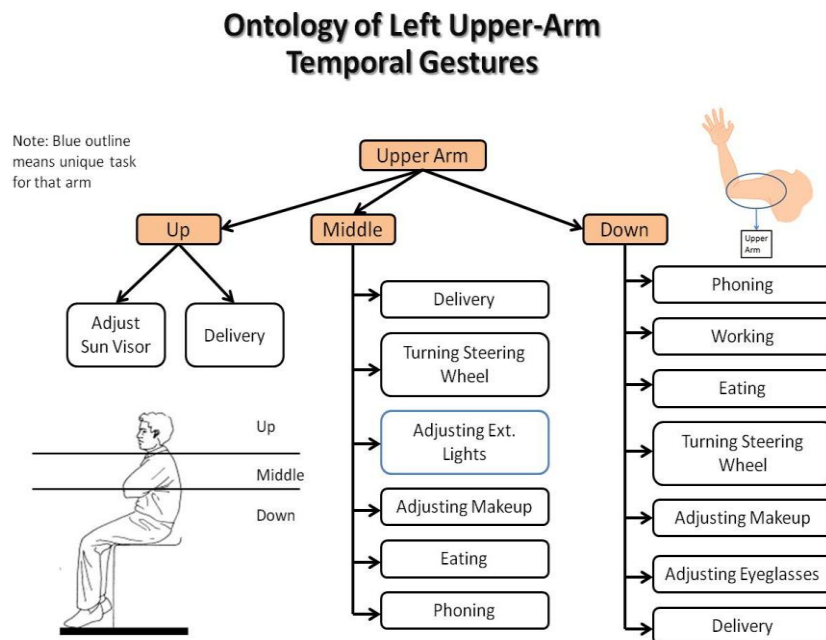 Ontology of Left Upper-Arm
Temporal Gestures
Note: Blue outline
means unique task
for that arm
Upper Arm
Up
Middle
Down
Upper
Arm
Adjust
Sun Visor
Delivery
Delivery
Turning Steering
Wheel
Adjusting Ext.
Lights
Adjusting Makeup
Eating
Phoning
Phoning
Working
Eating
Turning Steering
Wheel
Adjusting Makeup
Adjusting Eyeglasses
Delivery
Up
Middle
Down